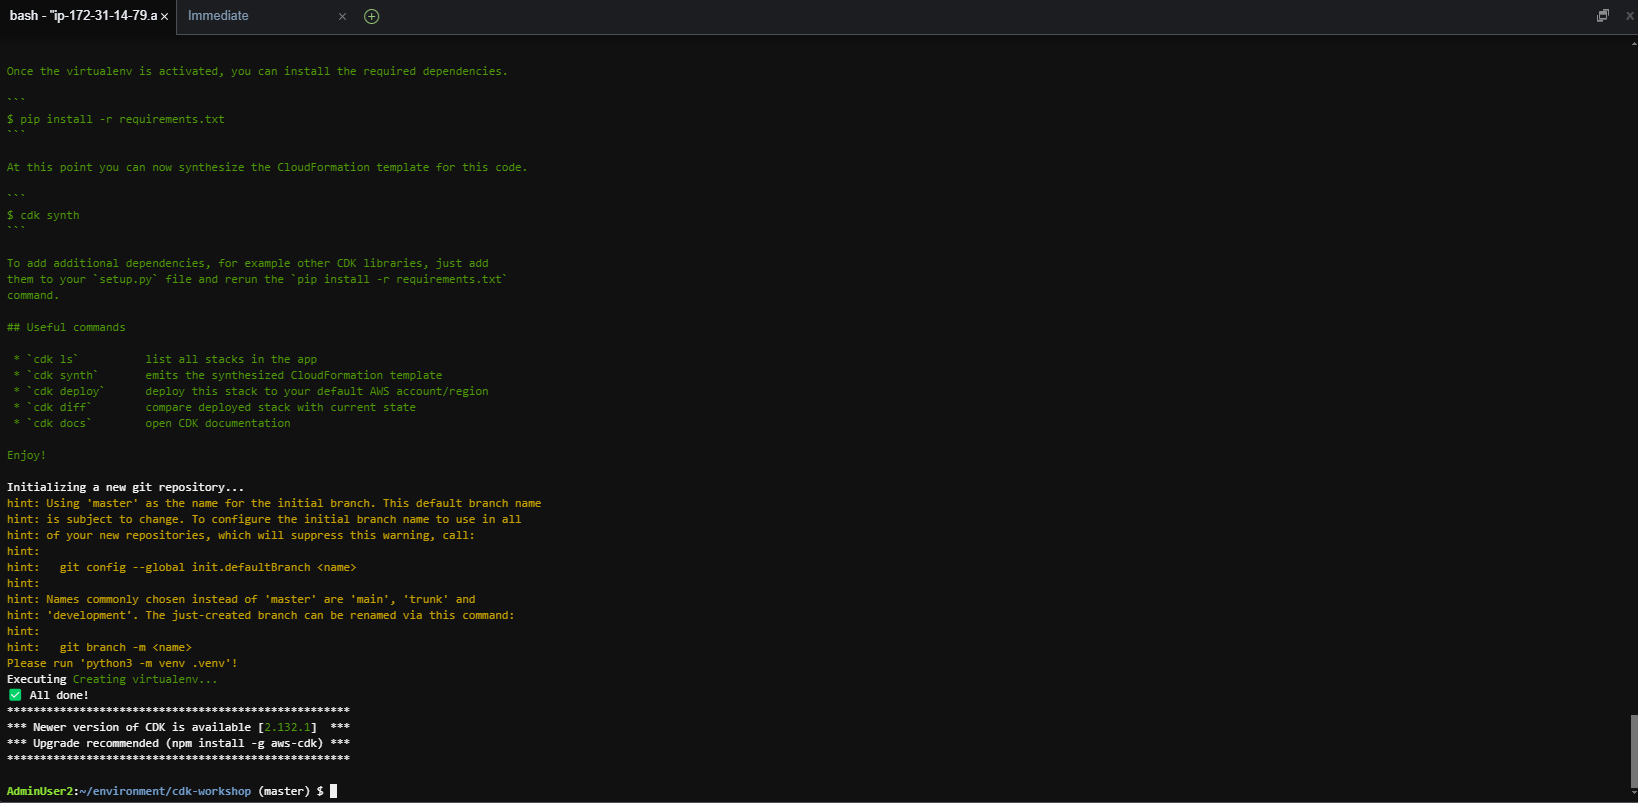 bash - "ip-172-31-14-79.a × Immediate ×
Once the virtualenv is activated, you can install the required dependencies.
```
$ pip install -r requirements.txt
```
At this point you can now synthesize the CloudFormation template for this code.
```
$ cdk synth
```
To add additional dependencies, for example other CDK libraries, just add
them to your `setup.py` file and rerun the `pip install -r requirements.txt`
command.
## Useful commands
* `cdk ls` list all stacks in the app
* `cdk synth` emits the synthesized CloudFormation template
* `cdk deploy` deploy this stack to your default AWS account/region
* `cdk diff` compare deployed stack with current state
* `cdk docs` open CDK documentation
Enjoy!
Initializing a new git repository...
hint: Using 'master' as the name for the initial branch. This default branch name
hint: is subject to change. To configure the initial branch name to use in all
hint: of your new repositories, which will suppress this warning, call:
hint:
hint: git config --global init.defaultBranch <name>
hint:
hint: Names commonly chosen instead of 'master' are 'main', 'trunk' and
hint: 'development'. The just-created branch can be renamed via this command:
hint:
hint: git branch -m <name>
Please run 'python3 -m venv .venv'!
Executing Creating virtualenv...
✅ All done!
****************************************************
*** Newer version of CDK is available [2.132.1] ***
*** Upgrade recommended (npm install -g aws-cdk) ***
****************************************************
AdminUser2:~/environment/cdk-workshop (master) $